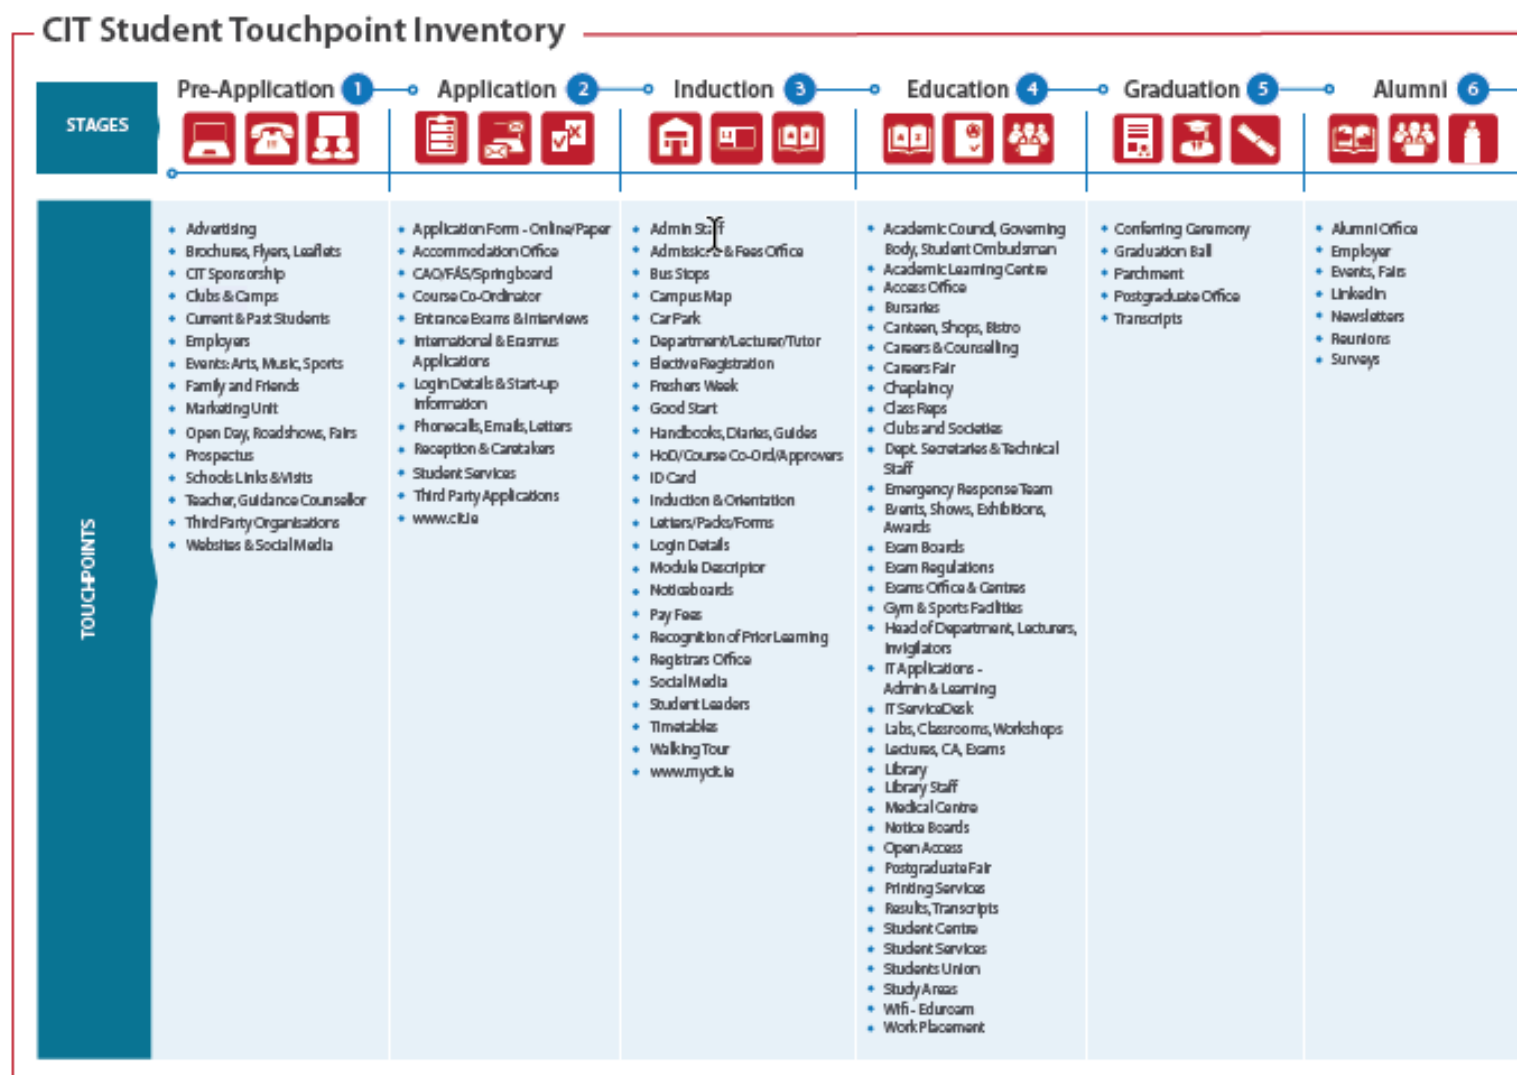 CIT Student Touchpoint Inventory
STAGES
Pre-Application 1
Application 2
Induction 3
Education 4
Graduation 5
Alumni 6
TOUCHPOINTS
Advertising
Brochures, Flyers, Leaflets
CIT Sponsorship
Clubs & Camps
Current & Past Students
Employers
Events: Arts, Music, Sports
Family and Friends
Marketing Unit
Open Day, Roadshows, Fairs
Prospectus
Schools Links & Visits
Teacher, Guidance Counsellor
Third Party Organisations
Websites & Social Media
Application Form - Online/Paper
Accommodation Office
CAO/FÁS/Springboard
Course Co-Ordinator
Entrance Exams & Interviews
International & Erasmus
Applications
Login Details & Start-up
Information
Phonecalls, Emails, Letters
Reception & Caretakers
Student Services
Third Party Applications
www.cit.ie
Admin Staff
Admissions & Fees Office
Bus Stops
Campus Map
Car Park
Department/Lecturer/Tutor
Elective Registration
Freshers Week
Good Start
Handbooks, Diaries, Guides
HoD/Course Co-Ord/Approvers
ID Card
Induction & Orientation
Letters/Packs/Forms
Login Details
Module Descriptor
Noticeboards
Pay Fees
Recognition of Prior Learning
Registrars Office
Social Media
Student Leaders
Timetables
Walking Tour
www.mycit.ie
Academic Council, Governing
Body, Student Ombudsman
Academic Learning Centre
Access Office
Bursaries
Canteen, Shops, Bistro
Careers & Counselling
Careers Fair
Chaplaincy
Class Reps
Clubs and Societies
Dept. Secretaries & Technical
Staff
Emergency Response Team
Events, Shows, Exhibitions,
Awards
Exam Boards
Exam Regulations
Exams Office & Centres
Gym & Sports Facilities
Head of Department, Lecturers,
Invigilators
IT Applications -
Admin & Learning
IT ServiceDesk
Labs, Classrooms, Workshops
Lectures, CA, Exams
Library
Library Staff
Medical Centre
Notice Boards
Open Access
Postgraduate Fair
Printing Services
Results, Transcripts
Student Centre
Student Services
Students Union
Study Areas
Wifi - Eduroam
Work Placement
Conferring Ceremony
Graduation Ball
Parchment
Postgraduate Office
Transcripts
Alumni Office
Employer
Events, Fairs
LinkedIn
Newsletters
Reunions
Surveys